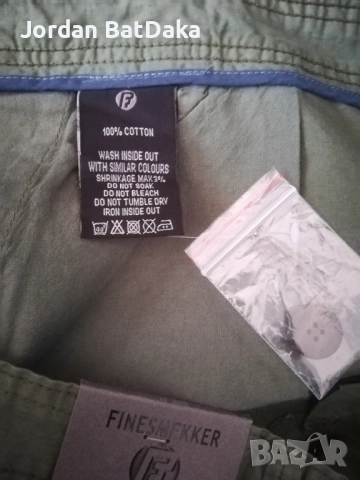 Jordan BatDaka
F
100% COTTON
WASH INSIDE OUT
WITH SIMILAR COLOURS
SHRINKAGE MAX 3%
DO NOT SOAK
DO NOT BLEACH
DO NOT TUMBLE DRY
IRON INSIDE OUT
FINESMEKKER
F
BAZAR